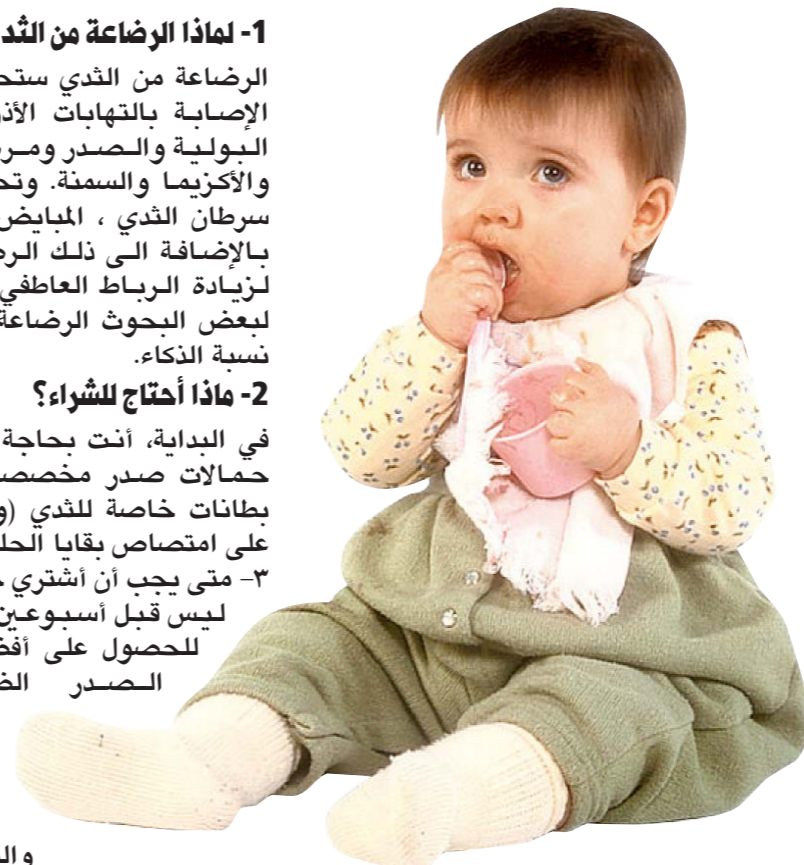 1- لماذا الرضاعة من الثد
الرضاعة من الثدي ستح
الإصابة بالتهابات الأذ
البولية والصدر ومر
والأكزيما والسمنة. وتح
سرطان الثدي ، المبايض
بالإضافة الى ذلك الر
لزيادة الرباط العاطفي
لبعض البحوث الرضاعة
نسبة الذكاء.
2- ماذا أحتاج للشراء؟
في البداية، أنت بحاجة
حمالات صدر مخصص
بطانات خاصة للثدي (و
على امتصاص بقايا الحل
٣- متى يجب أن أشتري
ليس قبل أسبوعين
للحصول على أفض
الصدر الض
و ال